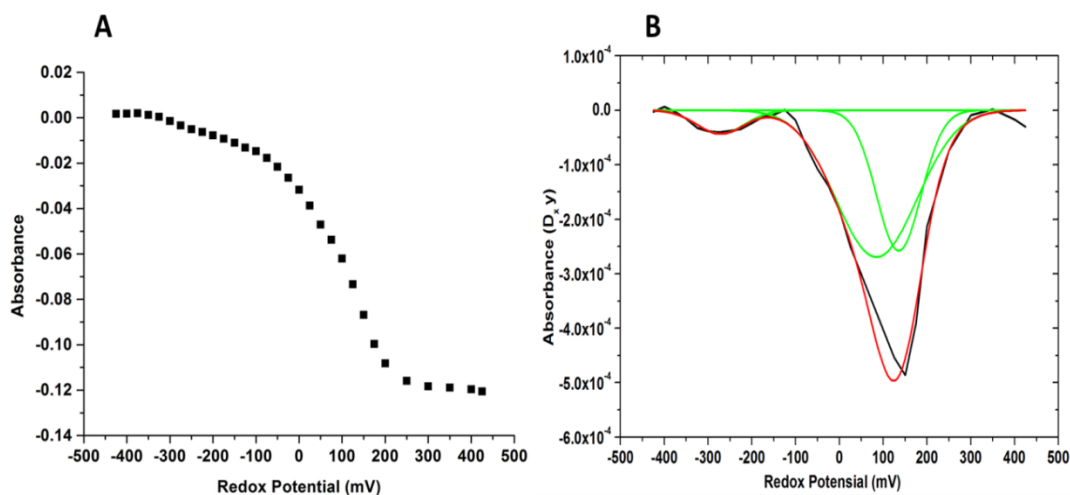 A
0.02
0.00
-0.02
-0.04
-0.06
-0.08
-0.10
-0.12
-0.14
Absorbance
-500 -400 -300 -200 -100 0 100 200 300 400 500
Redox Potential (mV)
B
1.0x10-4
0.0
-1.0x10-4
-2.0x10-4
-3.0x10-4
-4.0x10-4
-5.0x10-4
-6.0x10-4
Absorbance (Dx y)
-500 -400 -300 -200 -100 0 100 200 300 400 500
Redox Potensial (mV)